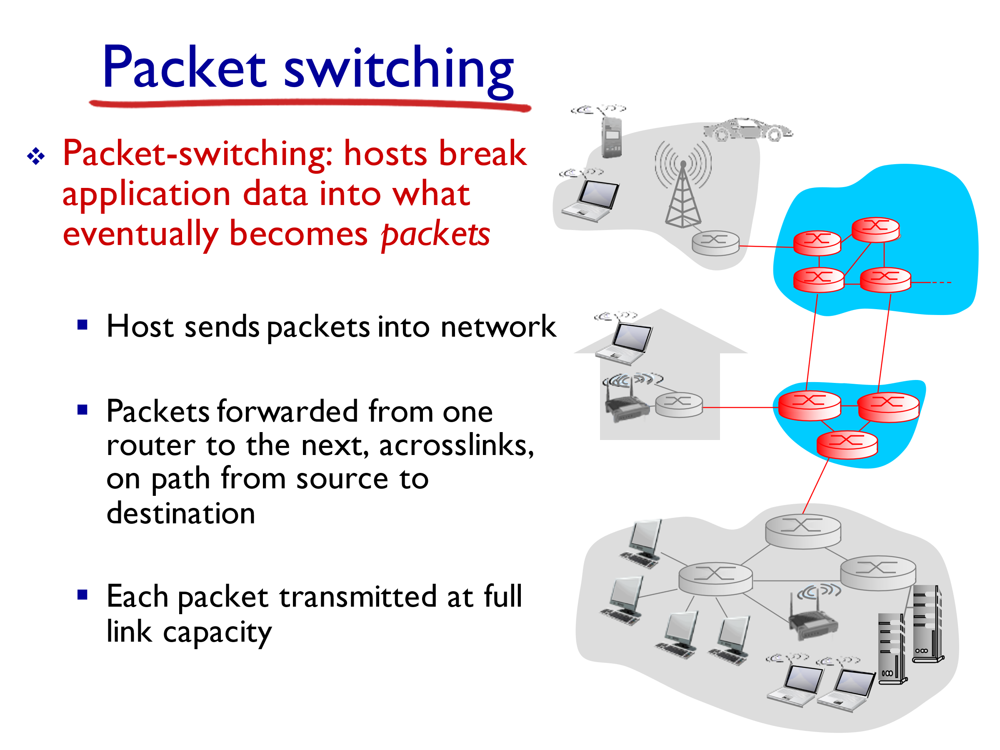 Packet switching
Packet-switching: hosts break
application data into what
eventually becomes packets
Host sends packets into network
Packets forwarded from one
router to the next, acrosslinks,
on path from source to
destination
Each packet transmitted at full
link capacity